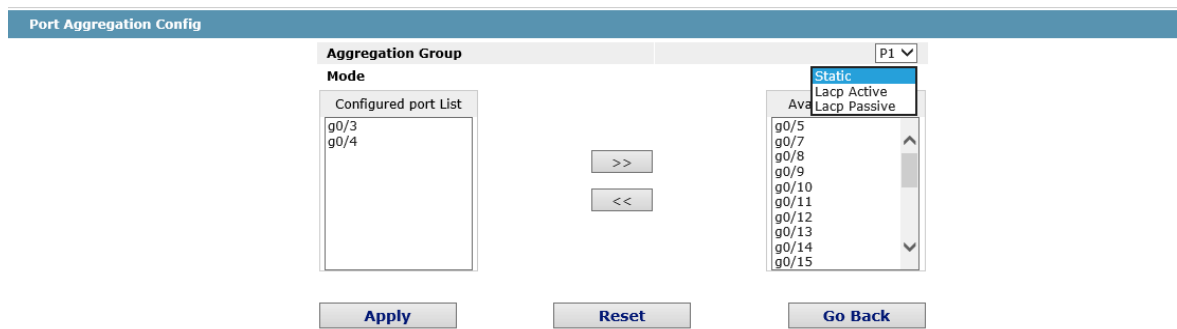 Port Aggregation Config
Aggregation Group P1
Mode
Static
Lacp Active
Lacp Passive
Configured port List
g0/3
g0/4
>>
<<
g0/5
g0/7
g0/8
g0/9
g0/10
g0/11
g0/12
g0/13
g0/14
g0/15
Apply Reset Go Back